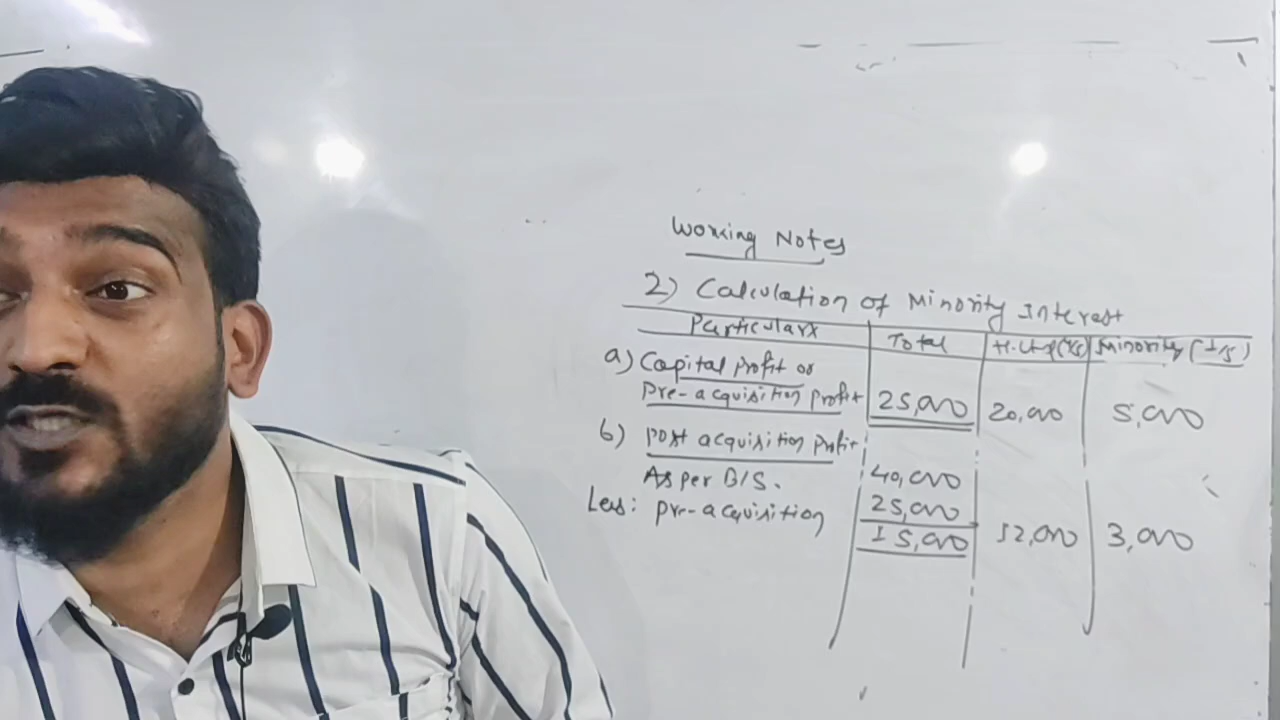 Working Notes
2) Calculation of Minority Interest
Particulars Total H. Ltd (4/5) Minority (1/5)
a) Capital Profit or
Pre-acquisition Profit 25,000 20,000 5,000
b) Post acquisition Profit
As per B/S. 40,000
Less: Pre-acquisition 25,000
15,000 12,000 3,000